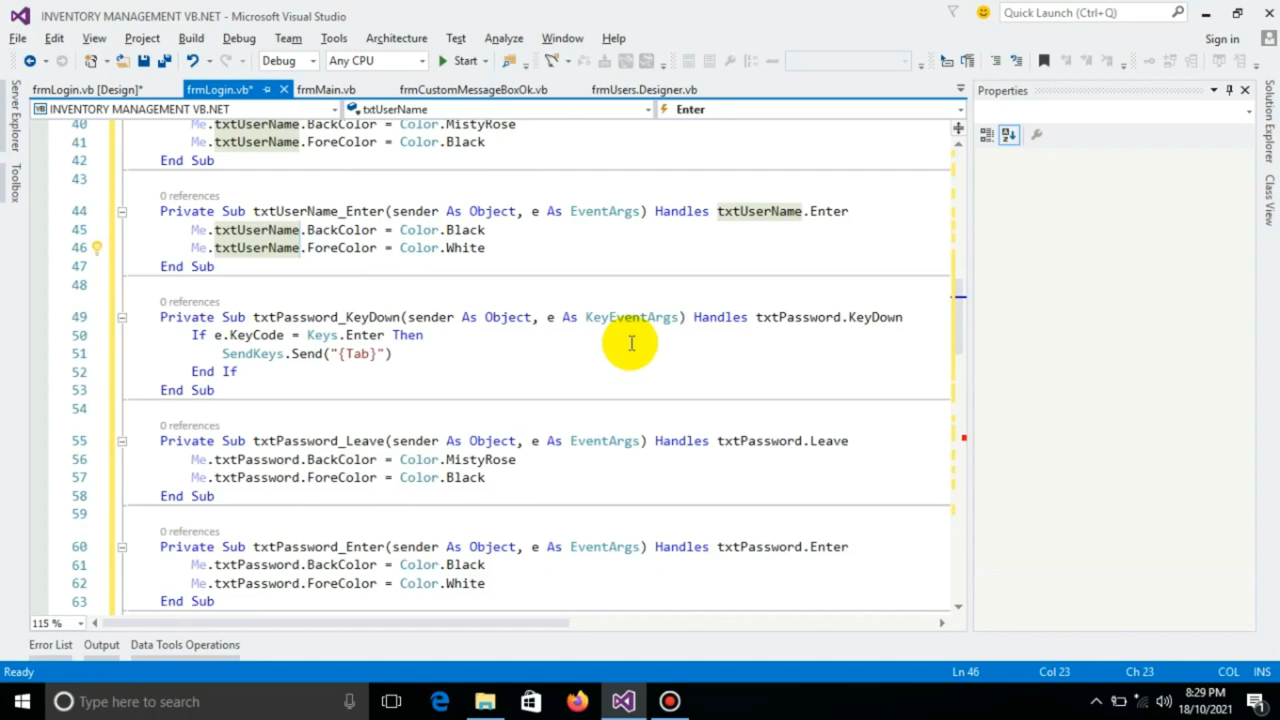 INVENTORY MANAGEMENT VB.NET - Microsoft Visual Studio
Quick Launch (Ctrl+Q)
File Edit View Project Build Debug Team Tools Architecture Test Analyze Window Help
Sign in
Debug Any CPU Start
frmLogin.vb [Design]* frmLogin.vb* frmMain.vb frmCustomMessageBoxOk.vb frmUsers.Designer.vb
Properties
INVENTORY MANAGEMENT VB.NET txtUserName Enter
Server Explorer
Toolbox
Solution Explorer
Class View
40 Me.txtUserName.BackColor = Color.MistyRose
41 Me.txtUserName.ForeColor = Color.Black
42 End Sub
43
0 references
44 Private Sub txtUserName_Enter(sender As Object, e As EventArgs) Handles txtUserName.Enter
45 Me.txtUserName.BackColor = Color.Black
46 Me.txtUserName.ForeColor = Color.White
47 End Sub
48
0 references
49 Private Sub txtPassword_KeyDown(sender As Object, e As KeyEventArgs) Handles txtPassword.KeyDown
50 If e.KeyCode = Keys.Enter Then
51 SendKeys.Send("{Tab}")
52 End If
53 End Sub
54
0 references
55 Private Sub txtPassword_Leave(sender As Object, e As EventArgs) Handles txtPassword.Leave
56 Me.txtPassword.BackColor = Color.MistyRose
57 Me.txtPassword.ForeColor = Color.Black
58 End Sub
59
0 references
60 Private Sub txtPassword_Enter(sender As Object, e As EventArgs) Handles txtPassword.Enter
61 Me.txtPassword.BackColor = Color.Black
62 Me.txtPassword.ForeColor = Color.White
63 End Sub
115 %
Error List Output Data Tools Operations
Ready Ln 46 Col 23 Ch 23 COL INS
Type here to search
8:29 PM
18/10/2021